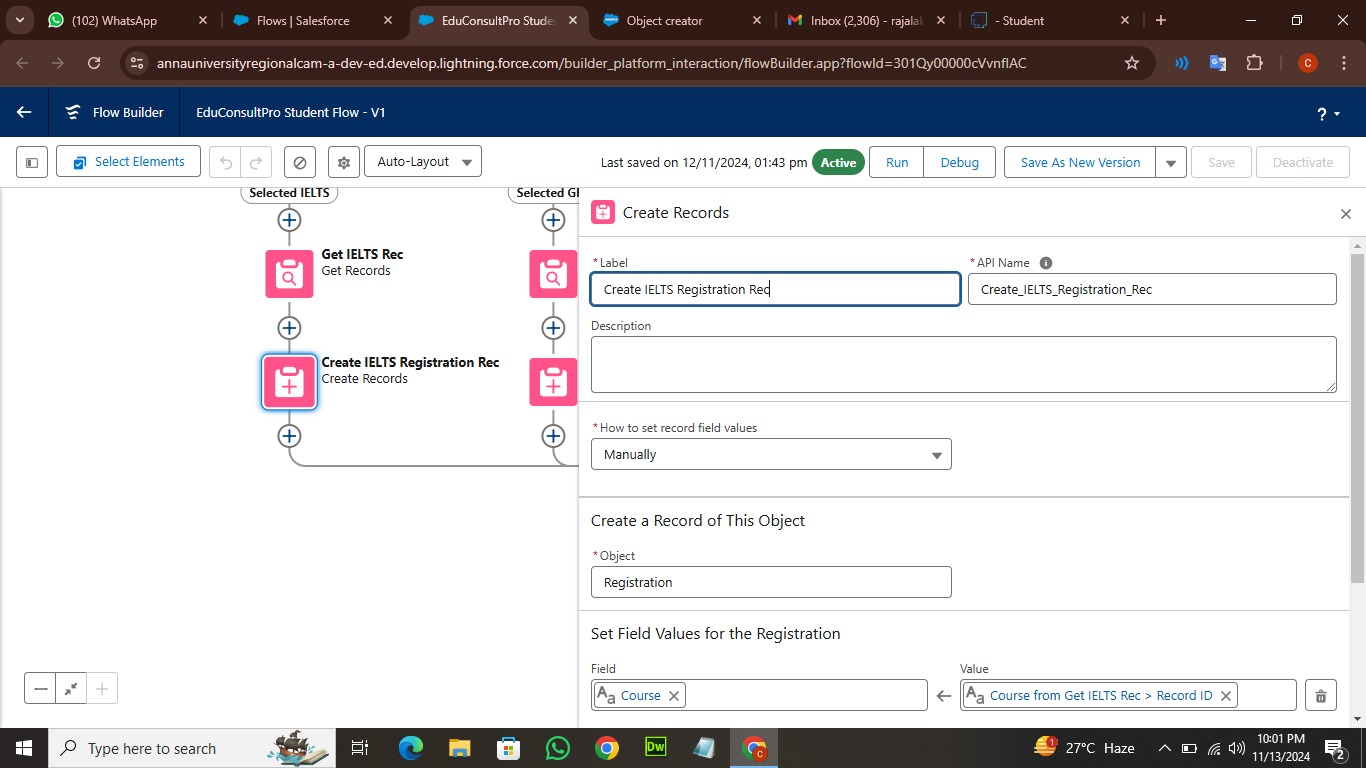 (102) WhatsApp
Flows | Salesforce
EduConsultPro Stude
Object creator
Inbox (2,306) - rajala
- Student
annauniversityregionalcam-a-dev-ed.develop.lightning.force.com/builder_platform_interaction/flowBuilder.app?flowId=301Qy00000cVvnfIAC
C
Flow Builder
EduConsultPro Student Flow - V1
?
Select Elements
Auto-Layout
Last saved on 12/11/2024, 01:43 pm
Active
Run
Debug
Save As New Version
Save
Deactivate
Selected IELTS
Selected
Create Records
Get IELTS Rec
Get Records
*Label
*API Name
Create IELTS Registration Rec
Create_IELTS_Registration_Rec
Description
Create IELTS Registration Rec
Create Records
*How to set record field values
Manually
Create a Record of This Object
*Object
Registration
Set Field Values for the Registration
Field
Value
Aa Course
Aa Course from Get IELTS Rec > Record ID
Type here to search
Dw
C
1
27°C Haze
10:01 PM
11/13/2024
2